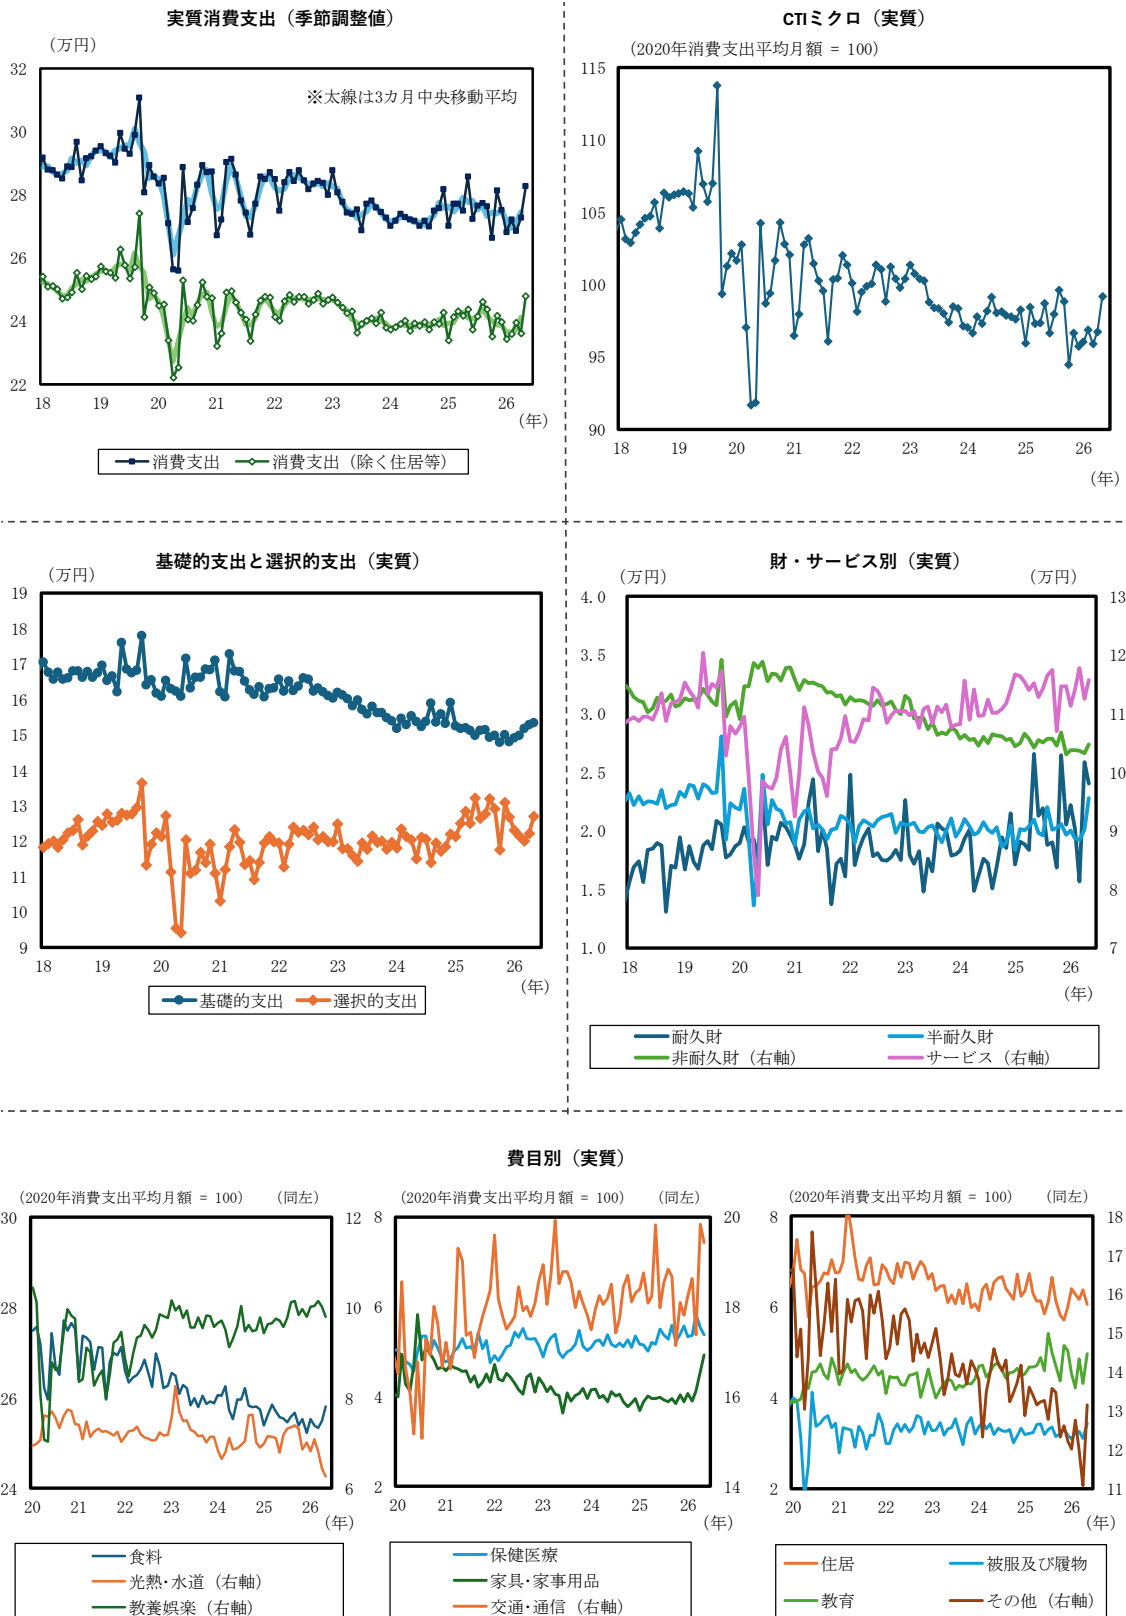 実質消費支出（季節調整値）
（万円）
※太線は3カ月中央移動平均
32
30
28
26
24
22
18 19 20 21 22 23 24 25 26
（年）
消費支出 消費支出（除く住居等）
CTIミクロ（実質）
（2020年消費支出平均月額 = 100）
115
110
105
100
95
90
18 19 20 21 22 23 24 25 26
（年）
基礎的支出と選択的支出（実質）
（万円）
19
18
17
16
15
14
13
12
11
10
9
18 19 20 21 22 23 24 25 26
（年）
基礎的支出 選択的支出
財・サービス別（実質）
（万円） （万円）
4.0 13
3.5 12
3.0 11
2.5 10
2.0 9
1.5 8
1.0 7
18 19 20 21 22 23 24 25 26
（年）
耐久財 半耐久財
非耐久財（右軸） サービス（右軸）
費目別（実質）
（2020年消費支出平均月額 = 100） （同左）
30 12
28 10
26 8
24 6
20 21 22 23 24 25 26
（年）
食料
光熱・水道（右軸）
教養娯楽（右軸）
（2020年消費支出平均月額 = 100） （同左）
8 20
6 18
4 16
2 14
20 21 22 23 24 25 26
（年）
保健医療
家具・家事用品
交通・通信（右軸）
（2020年消費支出平均月額 = 100） （同左）
8 18
17
6 16
15
4 14
13
12
2 11
20 21 22 23 24 25 26
（年）
住居 被服及び履物
教育 その他（右軸）